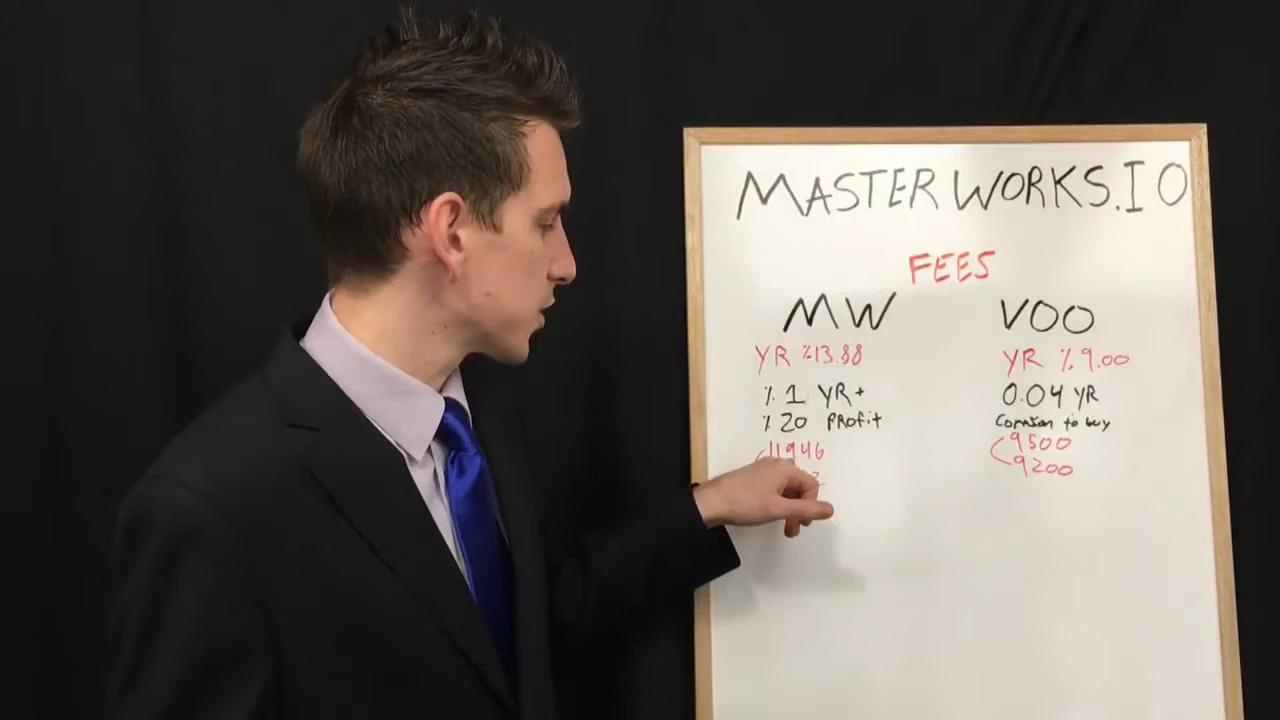 MASTERWORKS.IO
FEES
MW
YR %13.88
% 1 YR+
% 20 PROfit
11946
VOO
YR % 9.00
0.04 YR
to buy
9500
9200